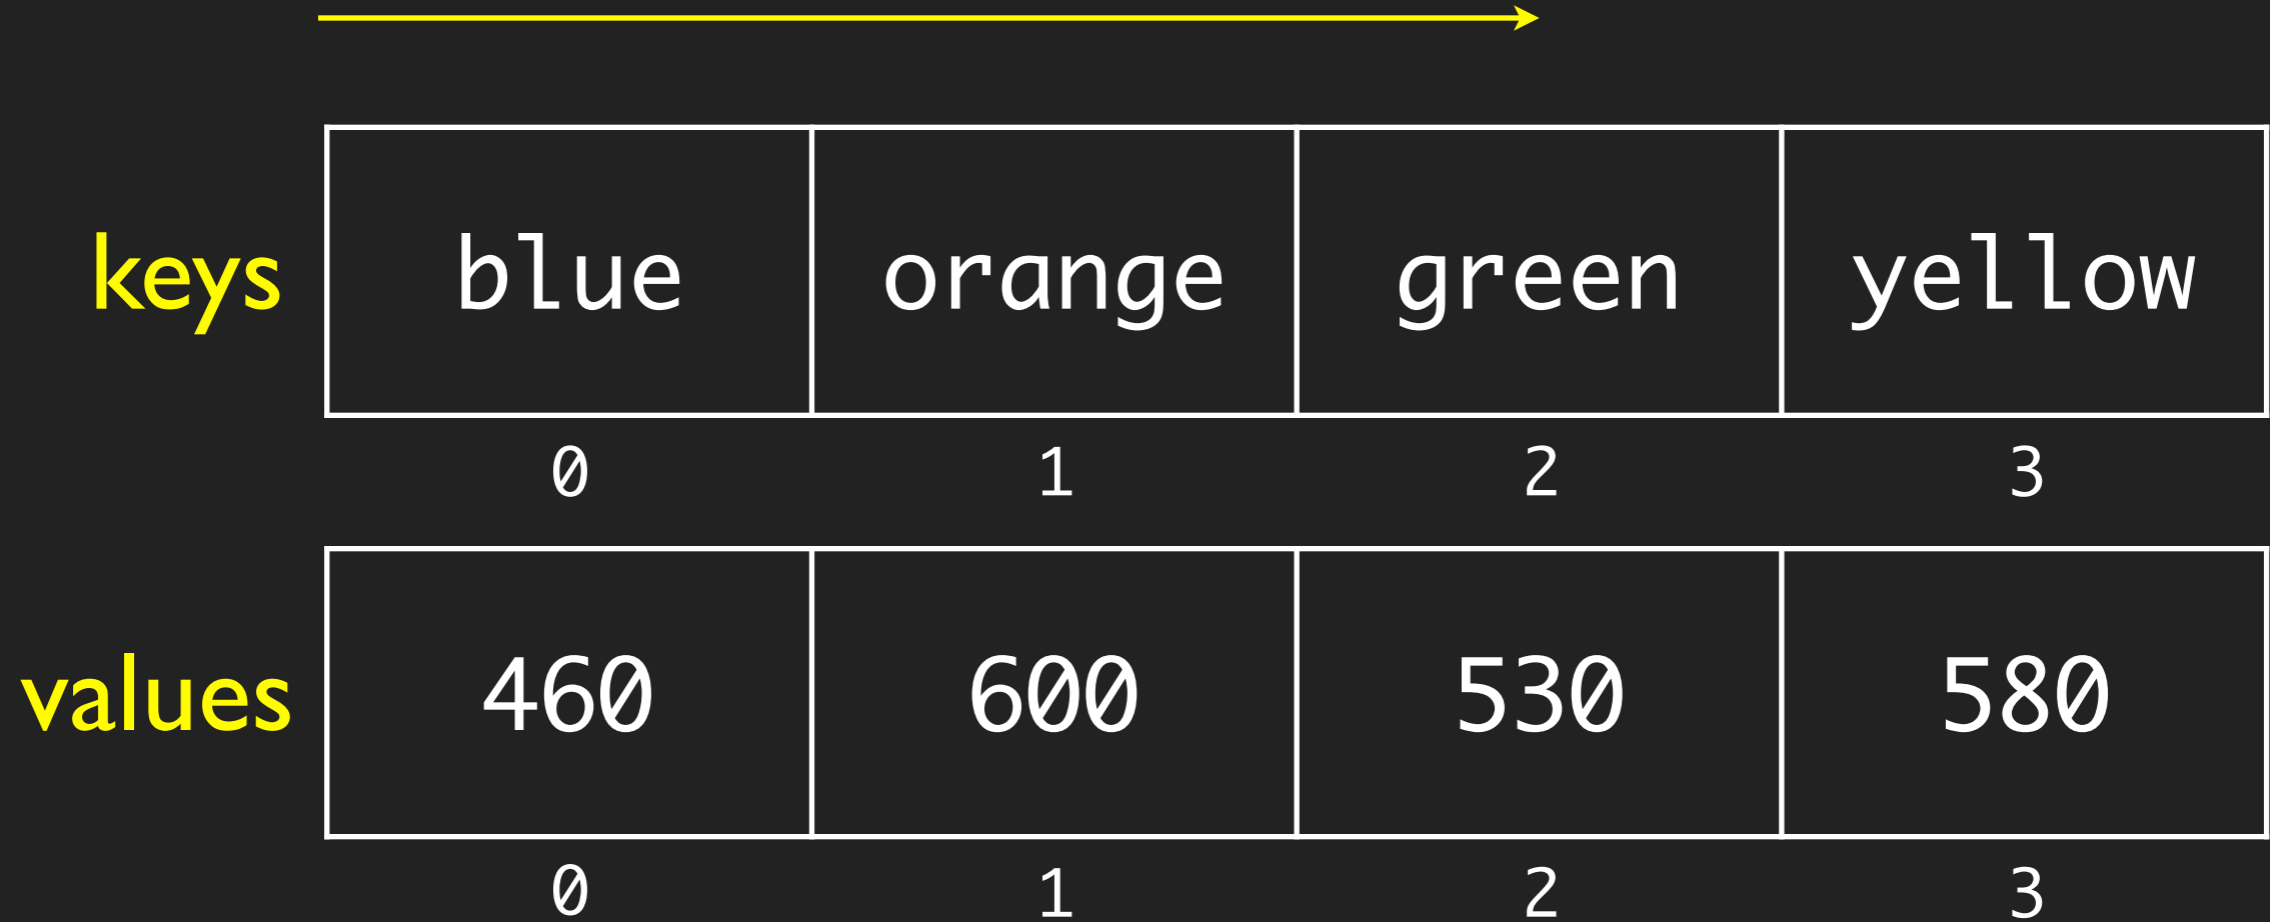 keys blue orange green yellow
0 1 2 3
values 460 600 530 580
0 1 2 3